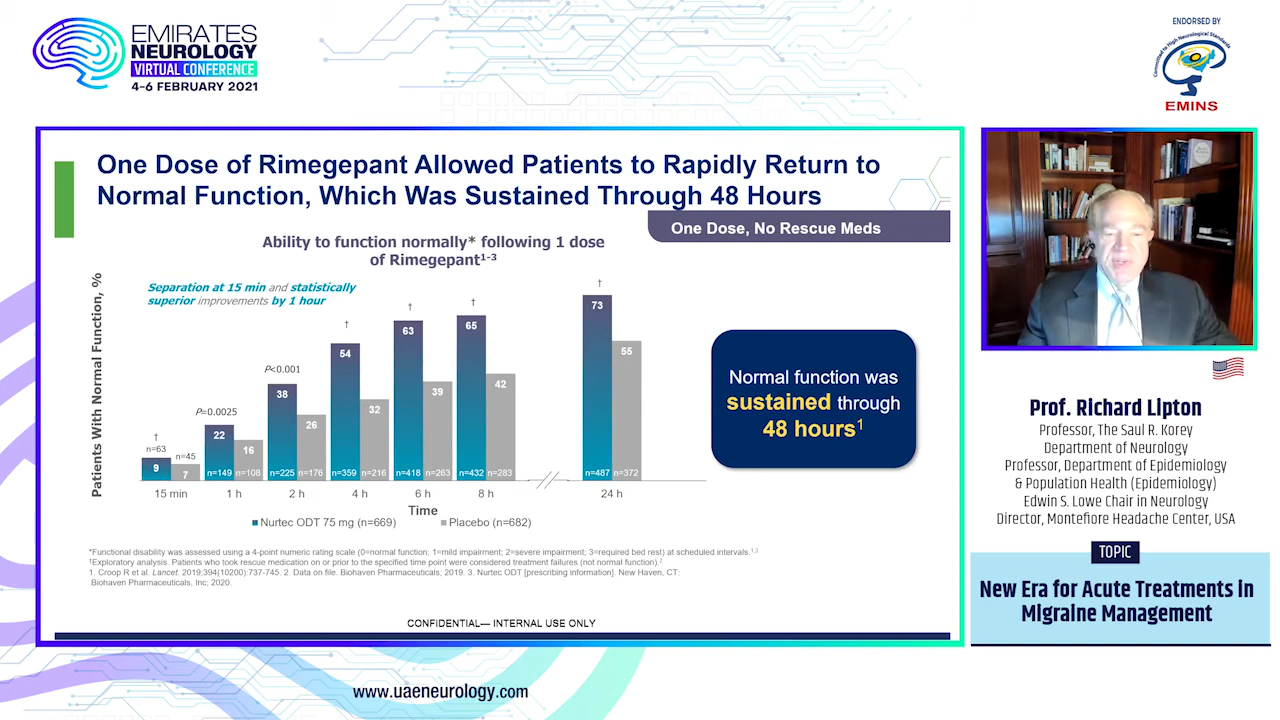 EMIRATES
NEUROLOGY
VIRTUAL CONFERENCE
4-6 FEBRUARY 2021
ENDORSED BY
Committed to High Neurological Standards
EMINS
One Dose of Rimegepant Allowed Patients to Rapidly Return to
Normal Function, Which Was Sustained Through 48 Hours
One Dose, No Rescue Meds
Ability to function normally* following 1 dose
of Rimegepant1-3
Patients With Normal Function, %
Separation at 15 min and statistically
superior improvements by 1 hour
† † † †
P<0.001
P=0.0025
†
n=63 n=45
9 7 22 16 38 26 54 32 63 39 65 42 73 55
n=149 n=108 n=225 n=176 n=359 n=216 n=418 n=263 n=432 n=283 n=487 n=372
15 min 1 h 2 h 4 h 6 h 8 h 24 h
Time
Nurtec ODT 75 mg (n=669) Placebo (n=682)
Normal function was
sustained through
48 hours1
*Functional disability was assessed using a 4-point numeric rating scale (0=normal function; 1=mild impairment; 2=severe impairment; 3=required bed rest) at scheduled intervals.1,3
†Exploratory analysis. Patients who took rescue medication on or prior to the specified time point were considered treatment failures (not normal function).2
1. Croop R et al. Lancet. 2019;394(10200):737-745. 2. Data on file. Biohaven Pharmaceuticals, 2019. 3. Nurtec ODT [prescribing information]. New Haven, CT:
Biohaven Pharmaceuticals, Inc; 2020.
CONFIDENTIAL— INTERNAL USE ONLY
Prof. Richard Lipton
Professor, The Saul R. Korey
Department of Neurology
Professor, Department of Epidemiology
& Population Health (Epidemiology)
Edwin S. Lowe Chair in Neurology
Director, Montefiore Headache Center, USA
TOPIC
New Era for Acute Treatments in
Migraine Management
www.uaeneurology.com